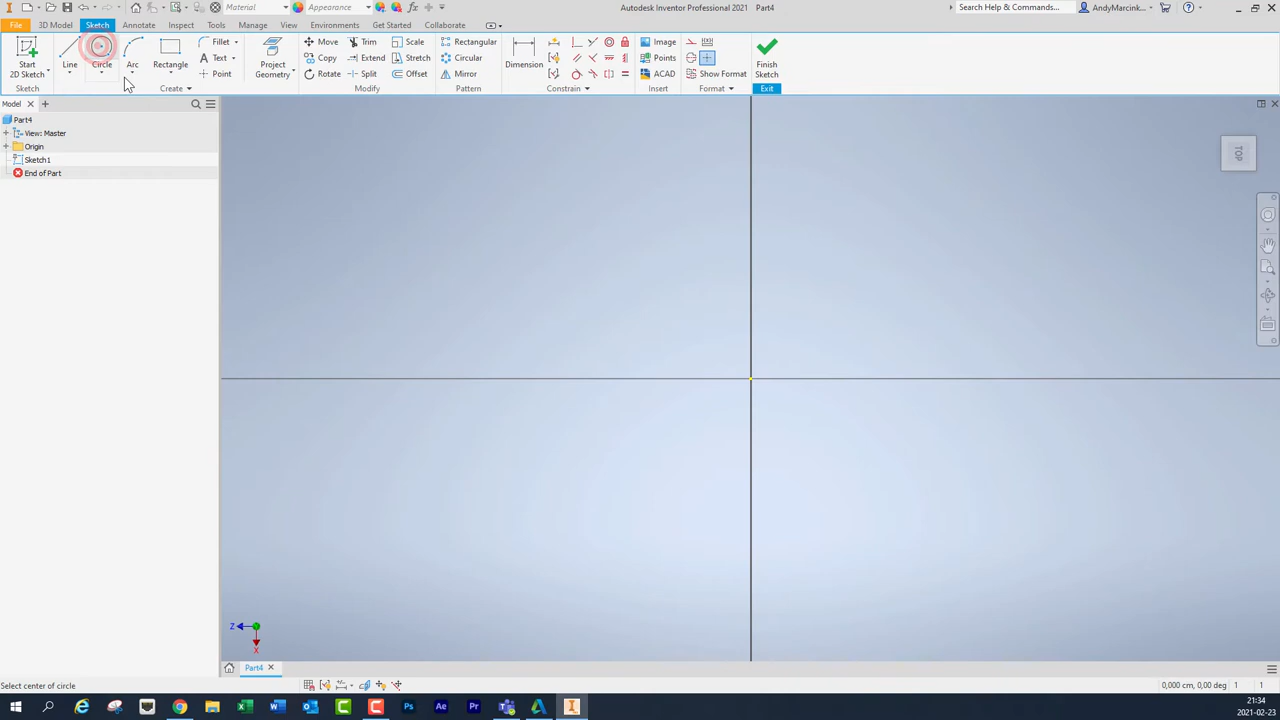 Material
Appearance
Autodesk Inventor Professional 2021 Part4
Search Help & Commands...
AndyMarcink...
File
3D Model
Sketch
Annotate
Inspect
Tools
Manage
View
Environments
Get Started
Collaborate
Start
2D Sketch
Line
Circle
Arc
Rectangle
Fillet
Text
Point
Project
Geometry
Move
Copy
Rotate
Trim
Extend
Split
Scale
Stretch
Offset
Rectangular
Circular
Mirror
Dimension
Image
Points
ACAD
Show Format
Finish
Sketch
Sketch
Create
Modify
Pattern
Constrain
Insert
Format
Exit
Model
Part4
View: Master
Origin
Sketch1
End of Part
TOP
Z
X
Part4
Select center of circle
0,000 cm, 0,00 deg 1 1
21:34
2021-02-23